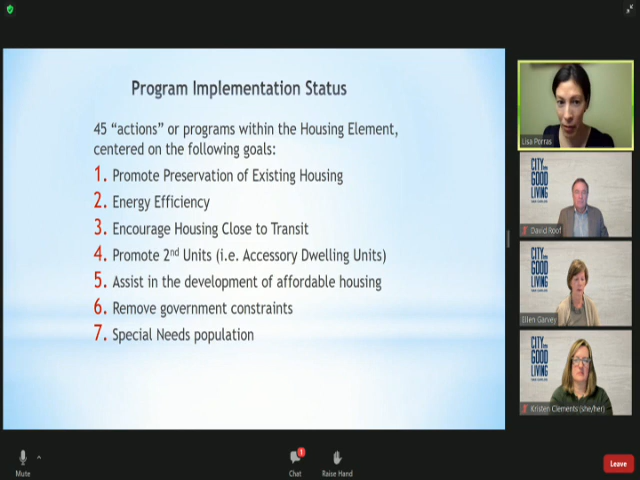 Program Implementation Status
45 “actions” or programs within the Housing Element,
centered on the following goals:
1. Promote Preservation of Existing Housing
2. Energy Efficiency
3. Encourage Housing Close to Transit
4. Promote 2nd Units (i.e. Accessory Dwelling Units)
5. Assist in the development of affordable housing
6. Remove government constraints
7. Special Needs population
Lisa Porras
CITY
GOOD
LIVING
David Roof
CITY
GOOD
LIVING
Ellen Garvey
CITY
GOOD
LIVING
Kristen Clements (she/her)
Mute
1
Chat
Raise Hand
Leave